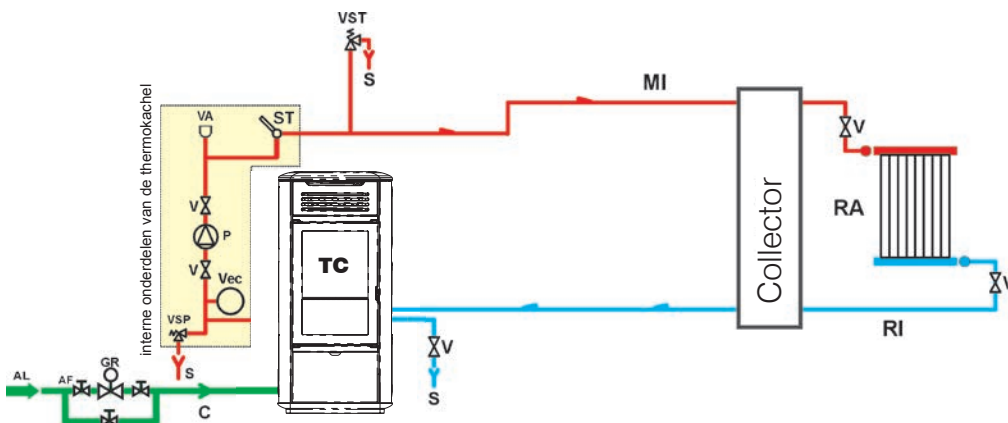 VST
S
MI
interne onderdelen van de thermokachel
VA
ST
V
V
P
V
Vec
VSP
S
TC
Collector
RA
V
RI
V
S
AL
AF
GR
C